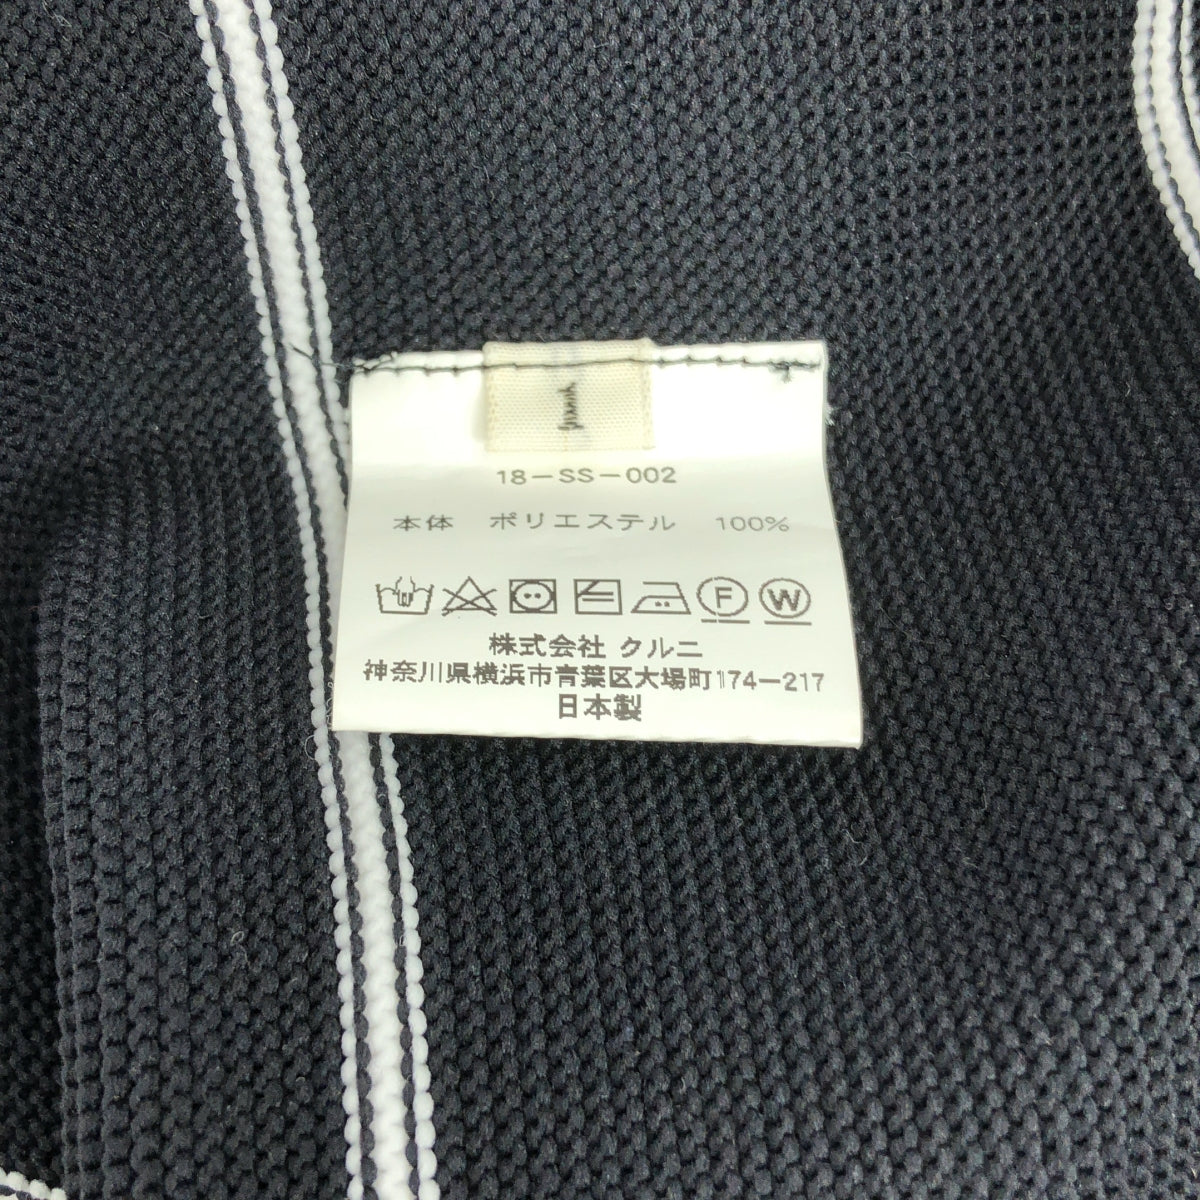 1
18-SS-002
本体 ポリエステル 100%
F W
株式会社 クルニ
神奈川県横浜市青葉区大場町174-217
日本製